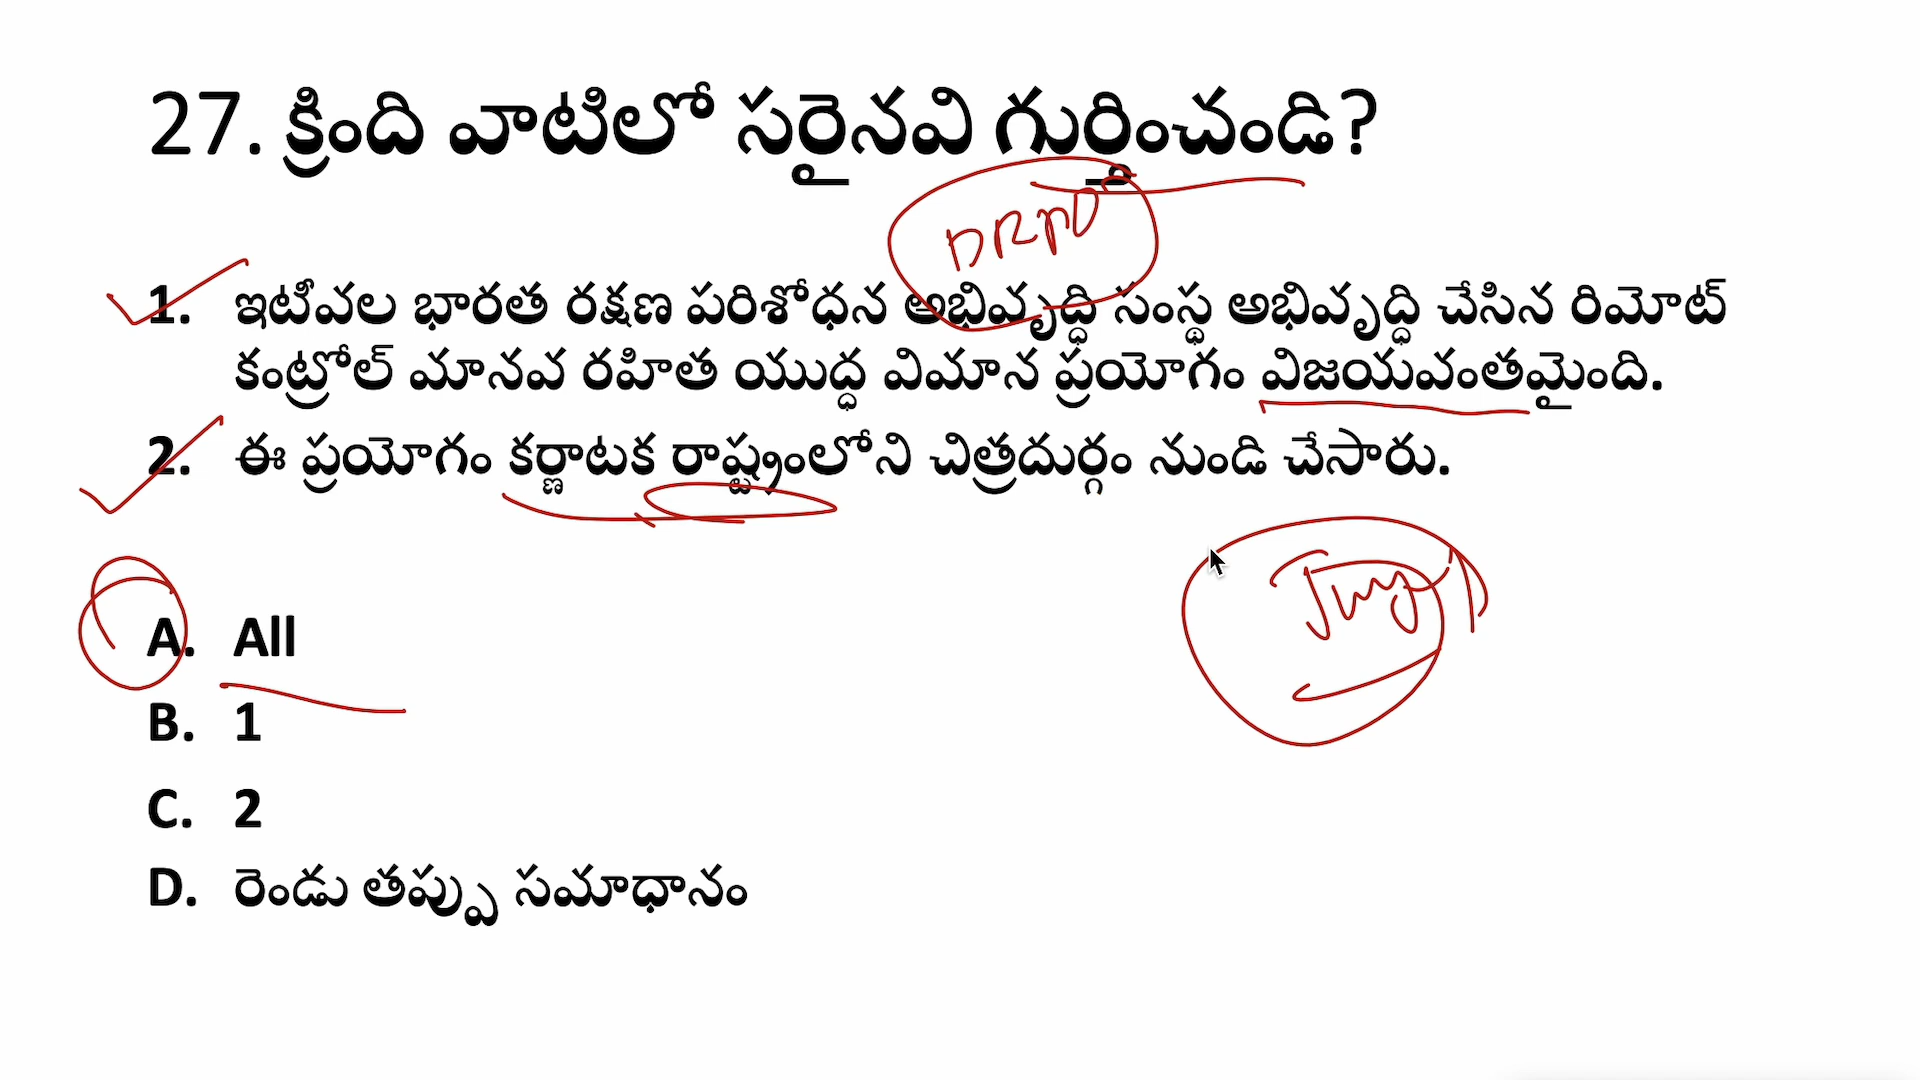 27. క్రింది వాటిలో సరైనవి గుర్తించండి?
DRDO
1. ఇటీవల భారత రక్షణ పరిశోధన అభివృద్ధి సంస్థ అభివృద్ధి చేసిన రిమోట్
కంట్రోల్ మానవ రహిత యుద్ధ విమాన ప్రయోగం విజయవంతమైంది.
2. ఈ ప్రయోగం కర్ణాటక రాష్ట్రంలోని చిత్రదుర్గం నుండి చేసారు.
A. All
B. 1
C. 2
D. రెండు తప్పు సమాధానం